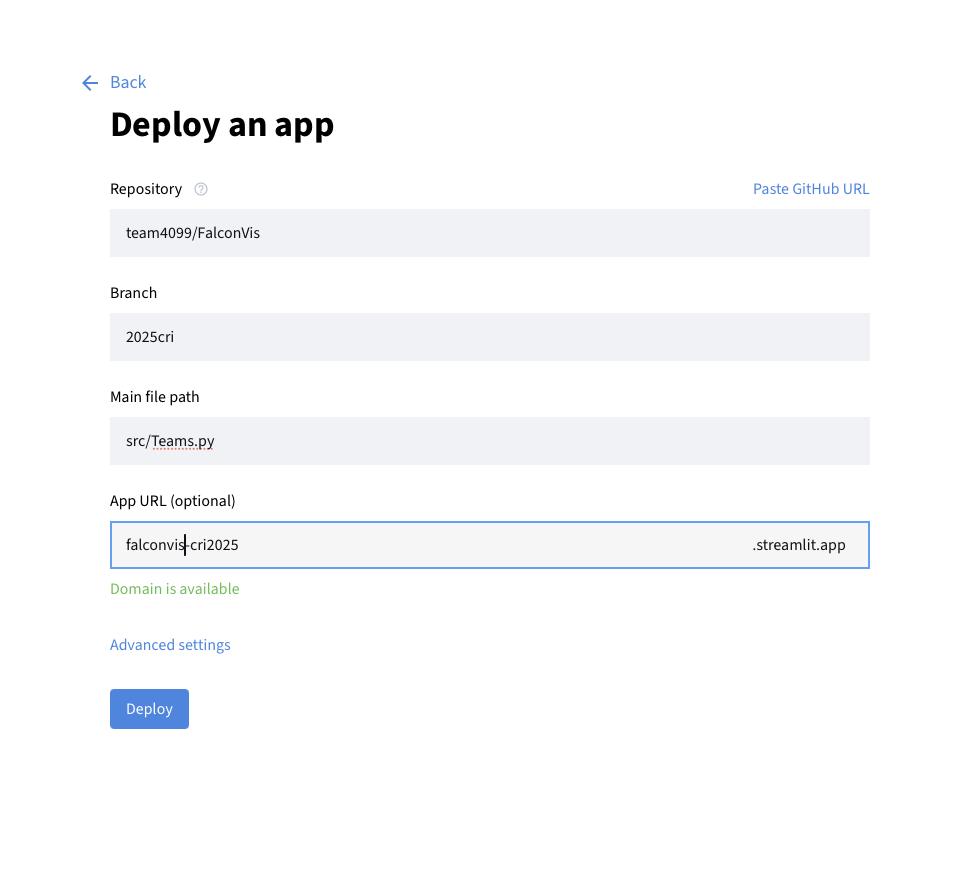 Back
Deploy an app
Repository
Paste GitHub URL
team4099/FalconVis
Branch
2025cri
Main file path
src/Teams.py
App URL (optional)
falconvis-cri2025 .streamlit.app
Domain is available
Advanced settings
Deploy